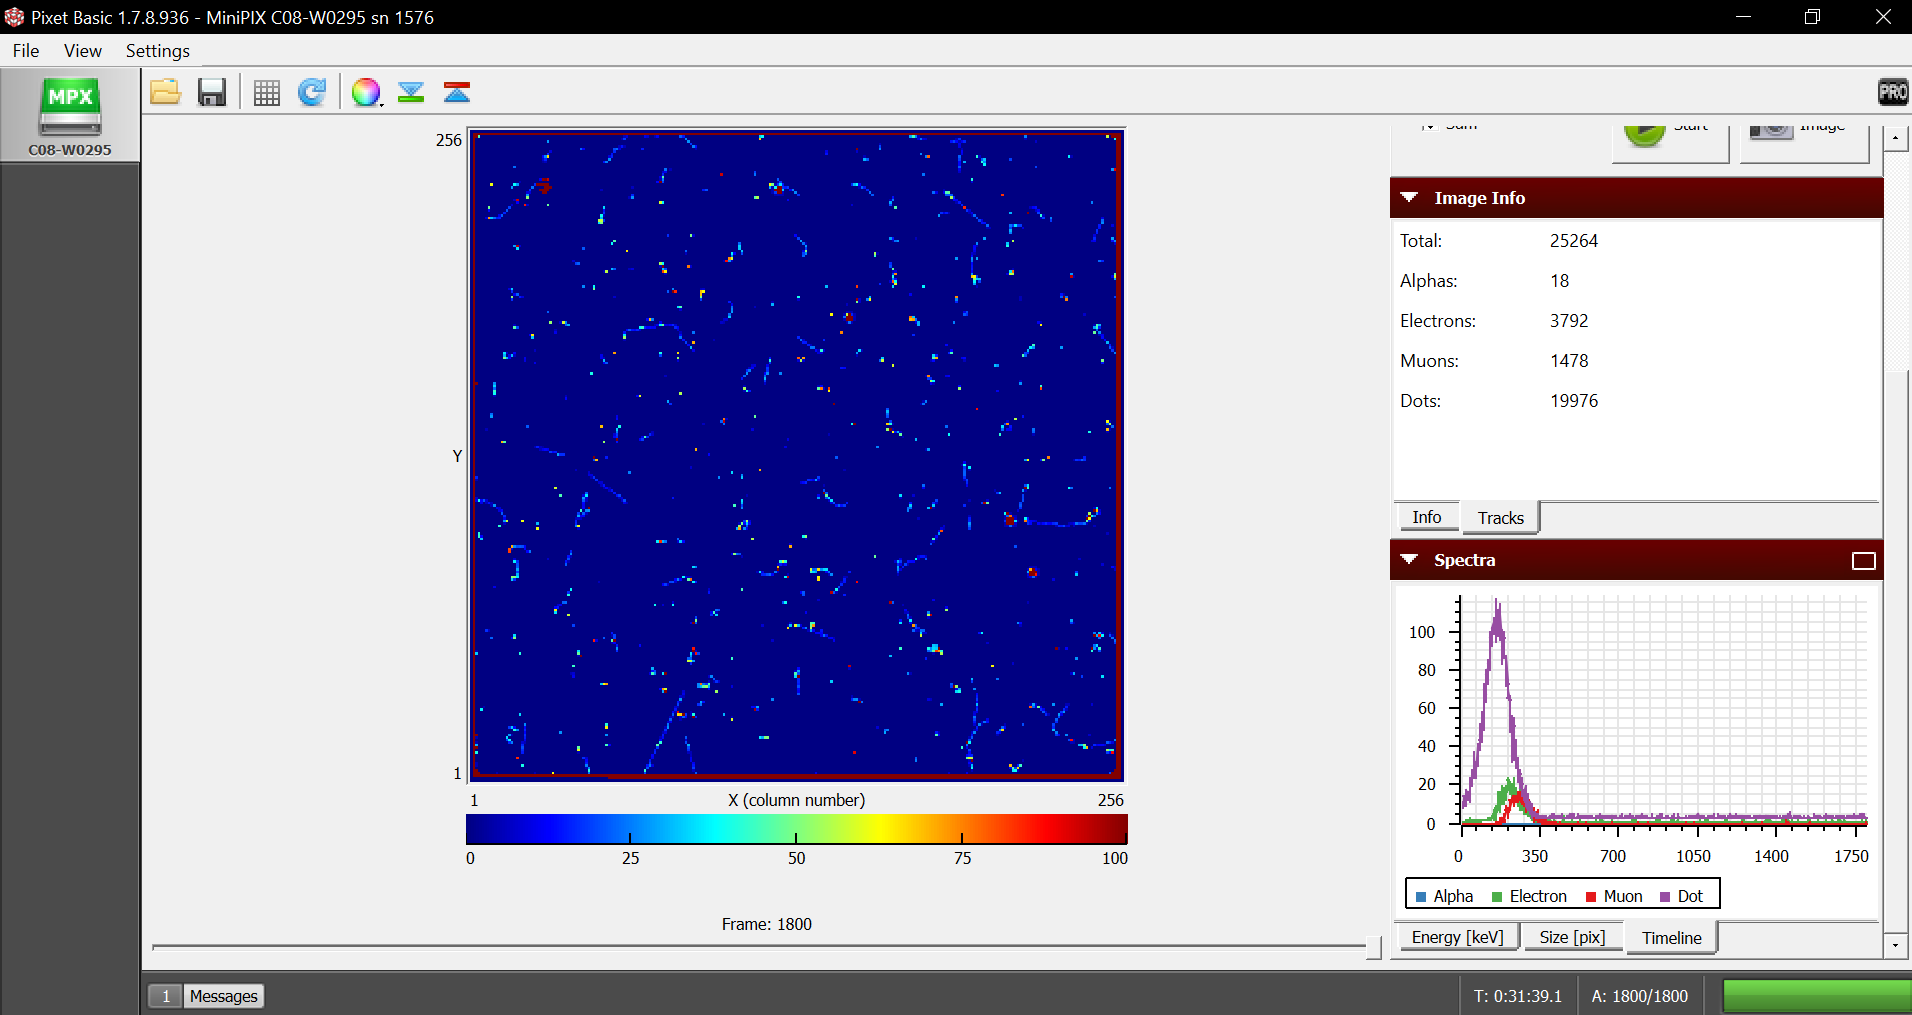 Pixet Basic 1.7.8.936 - MiniPIX C08-W0295 sn 1576
File View Settings
MPX
C08-W0295
PRO
Sum Start Image
256
Y
1
1 X (column number) 256
0 25 50 75 100
Frame: 1800
Image Info
Total: 25264
Alphas: 18
Electrons: 3792
Muons: 1478
Dots: 19976
Info Tracks
Spectra
100
80
60
40
20
0
0 350 700 1050 1400 1750
Alpha Electron Muon Dot
Energy [keV] Size [pix] Timeline
1 Messages
T: 0:31:39.1 A: 1800/1800